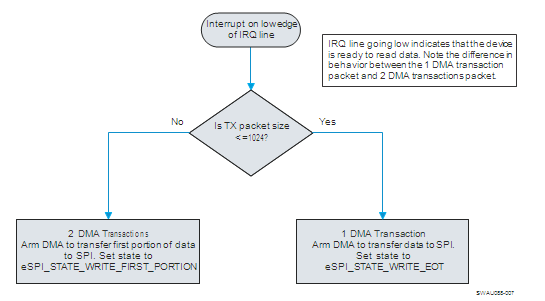 Interrupt on lowedge
of IRQ line
IRQ line going low indicates that the device
is ready to read data. Note the difference in
behavior between the 1 DMA transaction
packet and 2 DMA transactions packet.
No
Is TX packet size
<=1024?
Yes
2 DMA Transactions
Arm DMA to transfer first portion of data
to SPI. Set state to
eSPI_STATE_WRITE_FIRST_PORTION
1 DMA Transaction
Arm DMA to transfer data to SPI.
Set state to
eSPI_STATE_WRITE_EOT
SWAU055-007